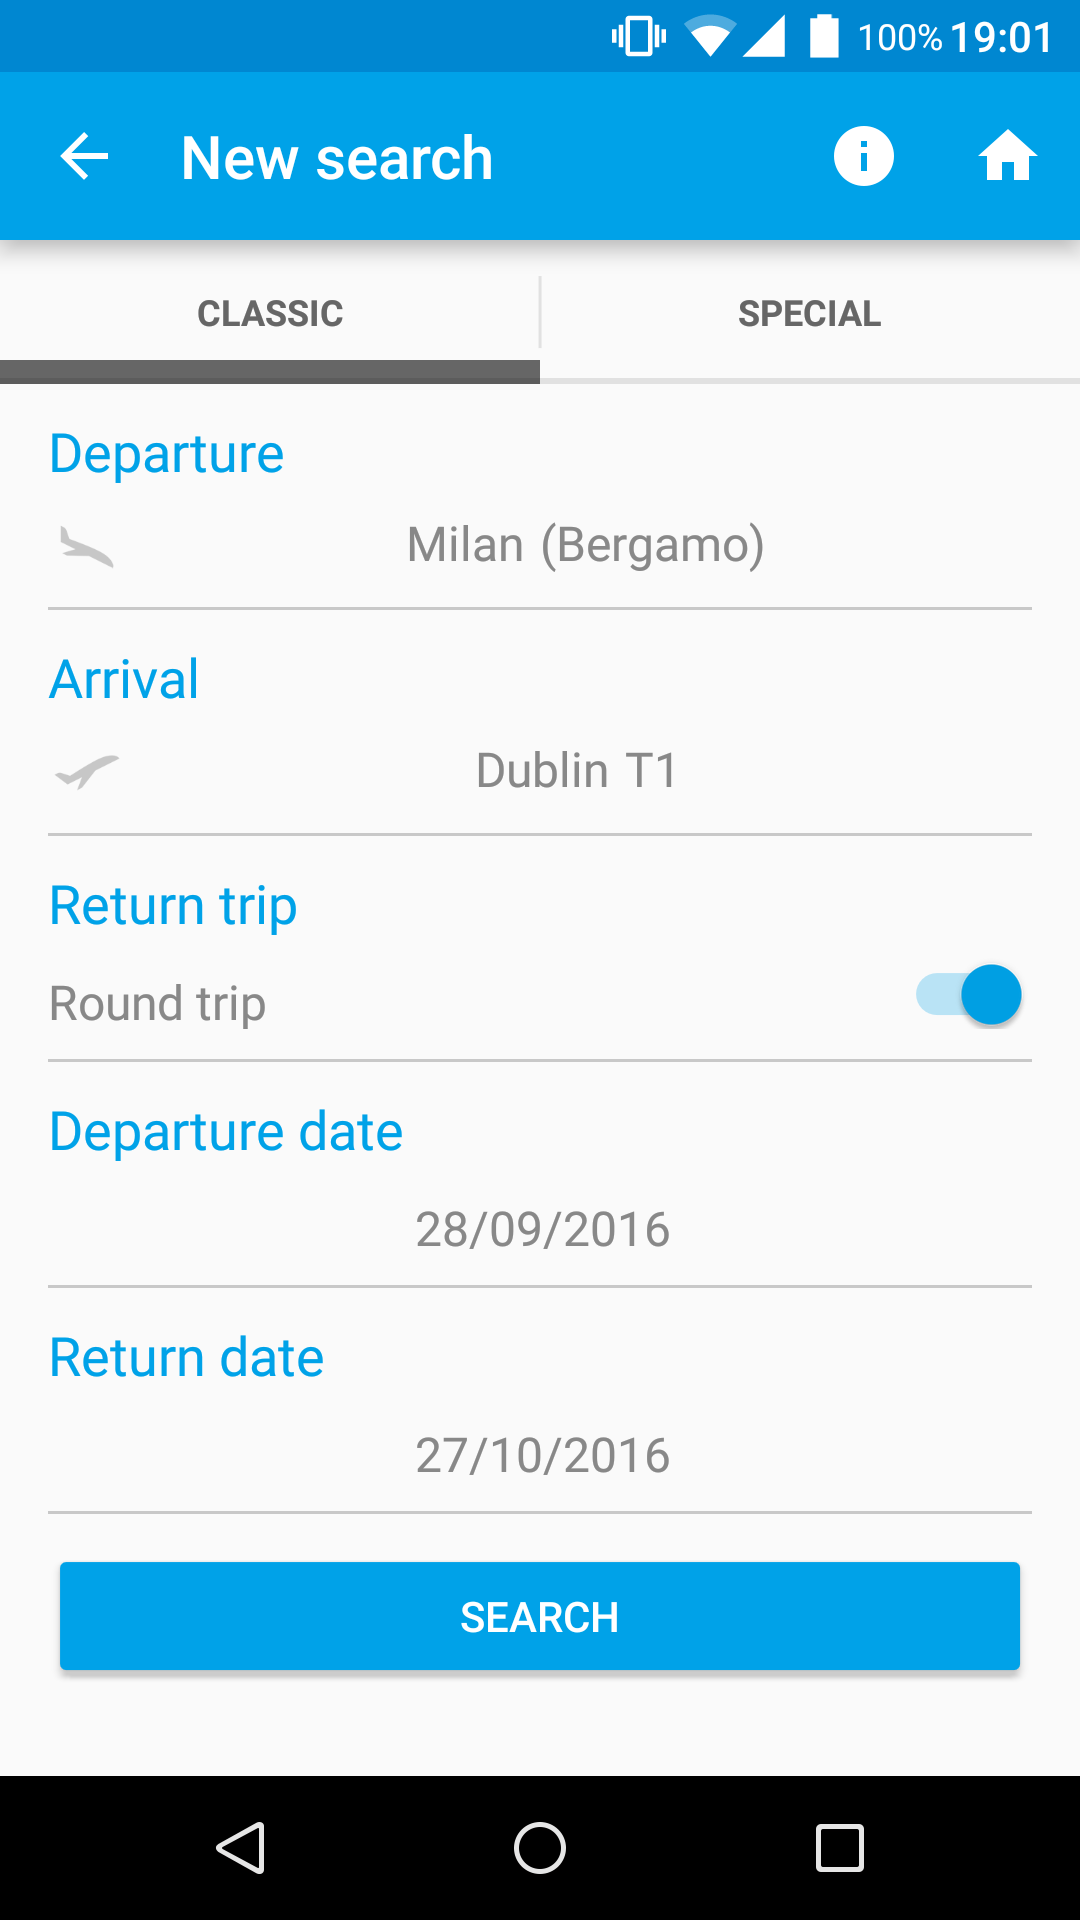 100% 19:01
New search
CLASSIC
SPECIAL
Departure
Milan (Bergamo)
Arrival
Dublin T1
Return trip
Round trip
Departure date
28/09/2016
Return date
27/10/2016
SEARCH